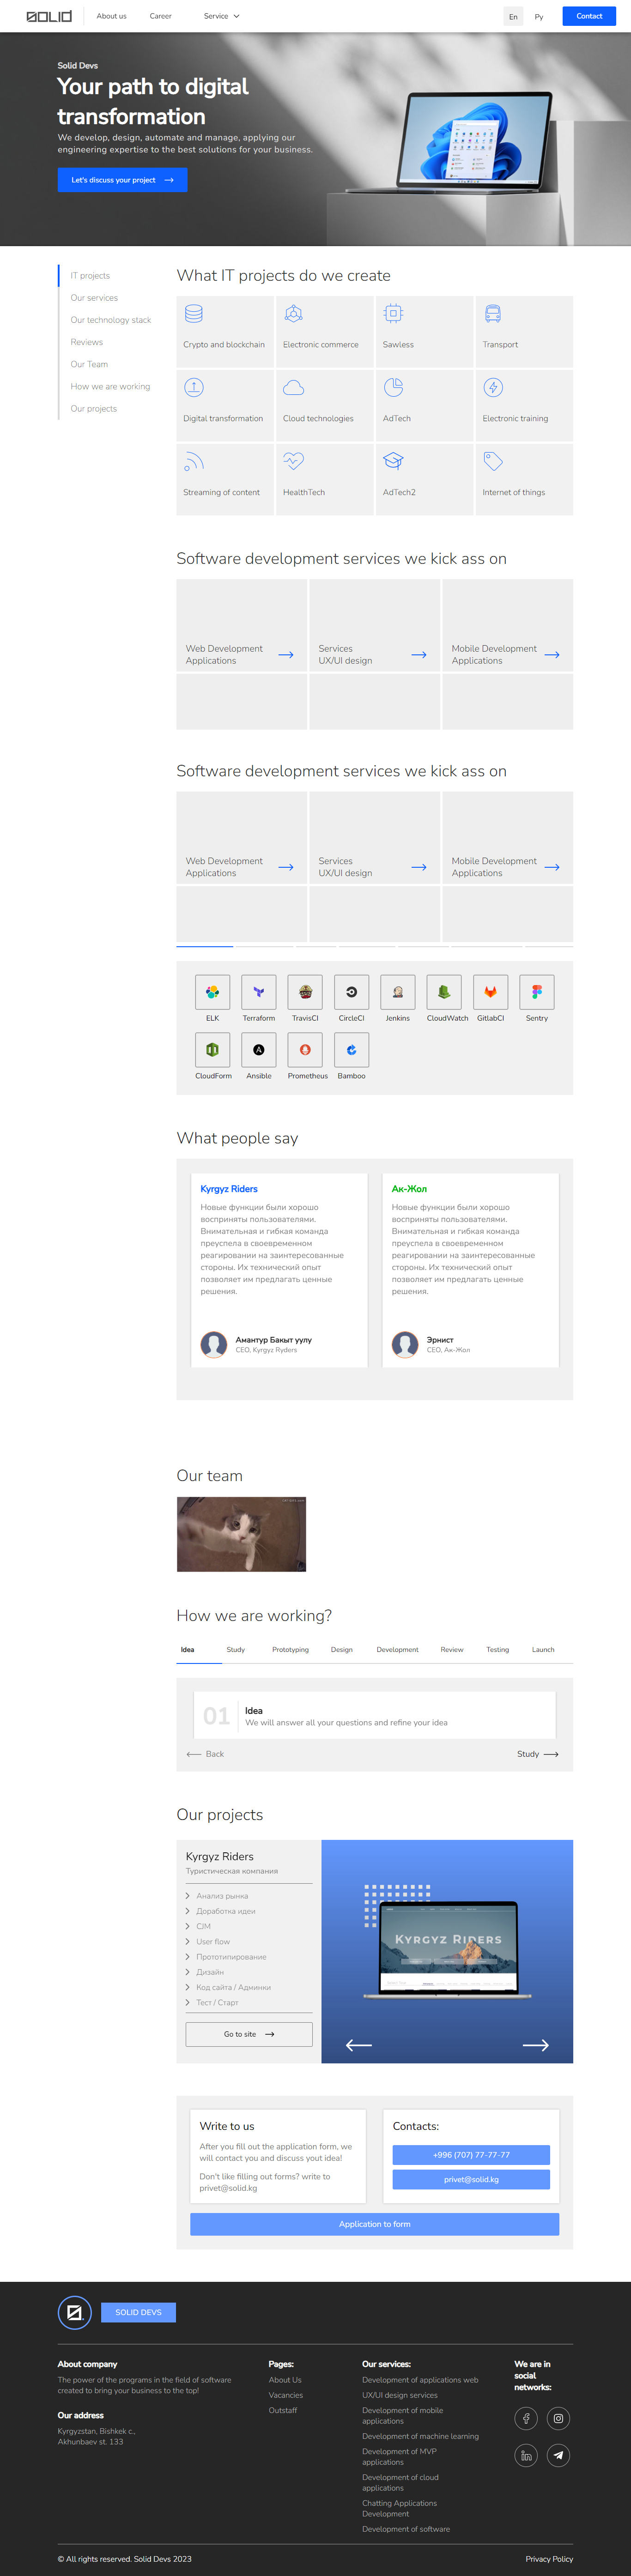 SOLID
About us
Career
Service
En
Ру
Contact
Solid Devs
Your path to digital
transformation
We develop, design, automate and manage, applying our
engineering expertise to the best solutions for your business.
Let's discuss your project
IT projects
Our services
Our technology stack
Reviews
Our Team
How we are working
Our projects
What IT projects do we create
Crypto and blockchain
Electronic commerce
Sawless
Transport
Digital transformation
Cloud technologies
AdTech
Electronic training
Streaming of content
HealthTech
AdTech2
Internet of things
Software development services we kick ass on
Web Development
Applications
Services
UX/UI design
Mobile Development
Applications
Software development services we kick ass on
Web Development
Applications
Services
UX/UI design
Mobile Development
Applications
ELK
Terraform
TravisCI
CircleCI
Jenkins
CloudWatch
GitlabCI
Sentry
CloudForm
Ansible
Prometheus
Bamboo
What people say
Kyrgyz Riders
Новые функции были хорошо
восприняты пользователями.
Внимательная и гибкая команда
преуспела в своевременном
реагировании на заинтересованные
стороны. Их технический опыт
позволяет им предлагать ценные
решения.
Амантур Бакыт уулу
CEO, Kyrgyz Ryders
Ак-Жол
Новые функции были хорошо
восприняты пользователями.
Внимательная и гибкая команда
преуспела в своевременном
реагировании на заинтересованные
стороны. Их технический опыт
позволяет им предлагать ценные
решения.
Эрнист
CEO, Ак-Жол
Our team
How we are working?
Idea
Study
Prototyping
Design
Development
Review
Testing
Launch
01
Idea
We will answer all your questions and refine your idea
Back
Study
Our projects
Kyrgyz Riders
Туристическая компания
Анализ рынка
Доработка идеи
CJM
User flow
Прототипирование
Дизайн
Код сайта / Админки
Тест / Старт
Go to site
KYRGYZ RIDERS
Write to us
After you fill out the application form, we
will contact you and discuss yout idea!
Don't like filling out forms? write to
privet@solid.kg
Contacts:
+996 (707) 77-77-77
privet@solid.kg
Application to form
SOLID DEVS
About company
The power of the programs in the field of software
created to bring your business to the top!
Our address
Kyrgyzstan, Bishkek c.,
Akhunbaev st. 133
Pages:
About Us
Vacancies
Outstaff
Our services:
Development of applications web
UX/UI design services
Development of mobile
applications
Development of machine learning
Development of MVP
applications
Development of cloud
applications
Chatting Applications
Development
Development of software
We are in
social
networks:
© All rights reserved. Solid Devs 2023
Privacy Policy